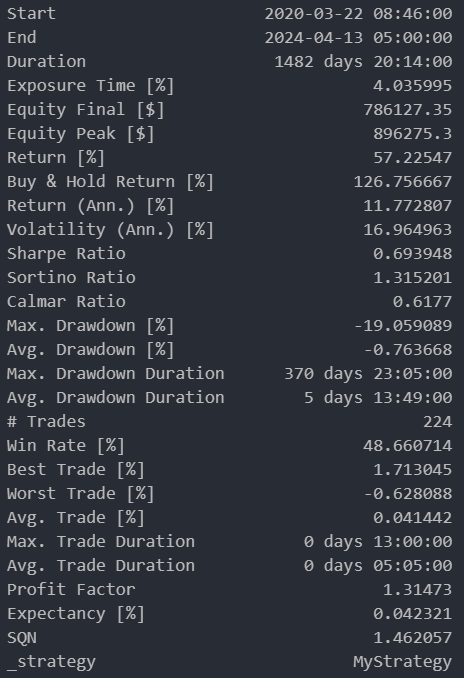 Start 2020-03-22 08:46:00
End 2024-04-13 05:00:00
Duration 1482 days 20:14:00
Exposure Time [%] 4.035995
Equity Final [$] 786127.35
Equity Peak [$] 896275.3
Return [%] 57.22547
Buy & Hold Return [%] 126.756667
Return (Ann.) [%] 11.772807
Volatility (Ann.) [%] 16.964963
Sharpe Ratio 0.693948
Sortino Ratio 1.315201
Calmar Ratio 0.6177
Max. Drawdown [%] -19.059089
Avg. Drawdown [%] -0.763668
Max. Drawdown Duration 370 days 23:05:00
Avg. Drawdown Duration 5 days 13:49:00
# Trades 224
Win Rate [%] 48.660714
Best Trade [%] 1.713045
Worst Trade [%] -0.628088
Avg. Trade [%] 0.041442
Max. Trade Duration 0 days 13:00:00
Avg. Trade Duration 0 days 05:05:00
Profit Factor 1.31473
Expectancy [%] 0.042321
SQN 1.462057
_strategy MyStrategy